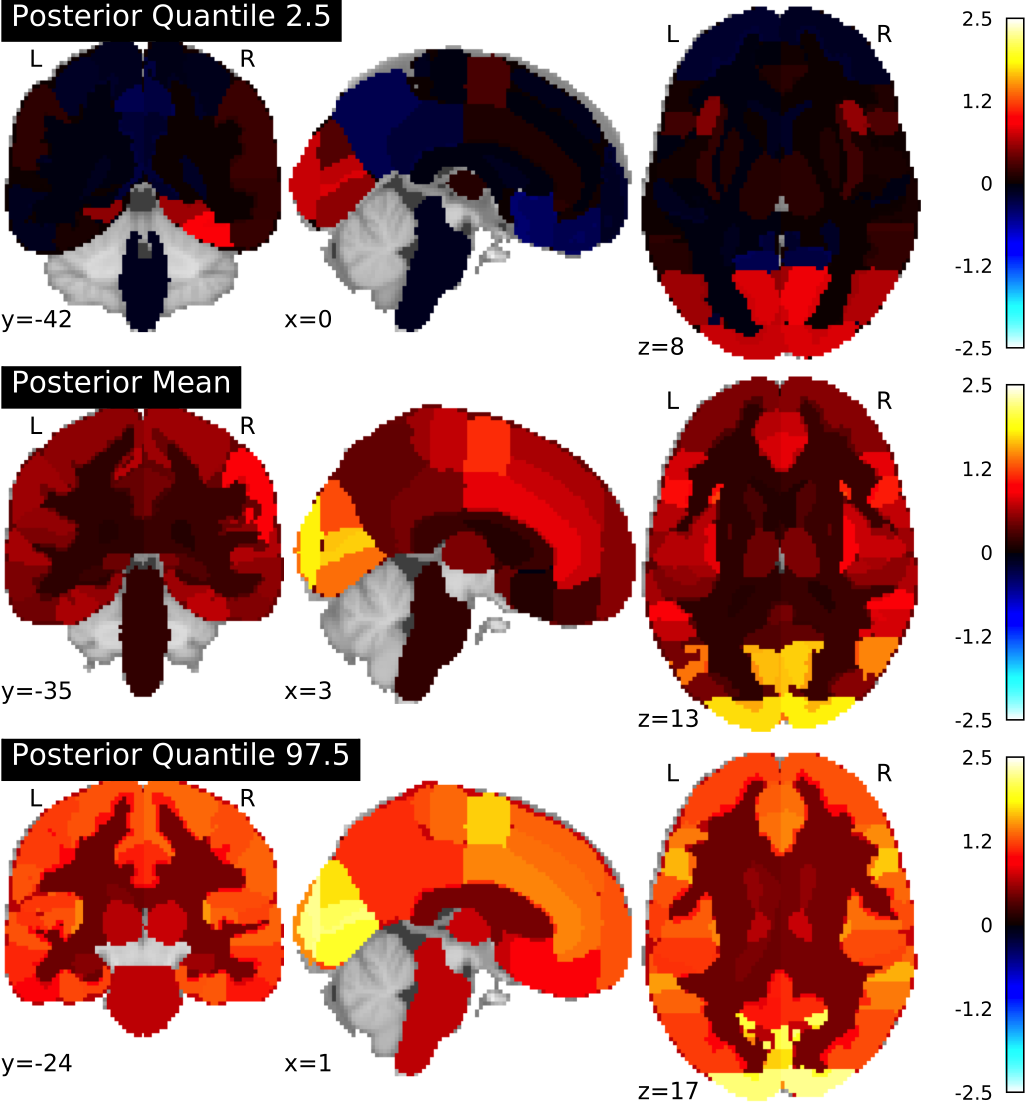 Posterior Quantile 2.5
L R
L R
y=-42
x=0
z=8
2.5
1.2
0
-1.2
-2.5
Posterior Mean
L R
L R
y=-35
x=3
z=13
2.5
1.2
0
-1.2
-2.5
Posterior Quantile 97.5
L R
L R
y=-24
x=1
z=17
2.5
1.2
0
-1.2
-2.5